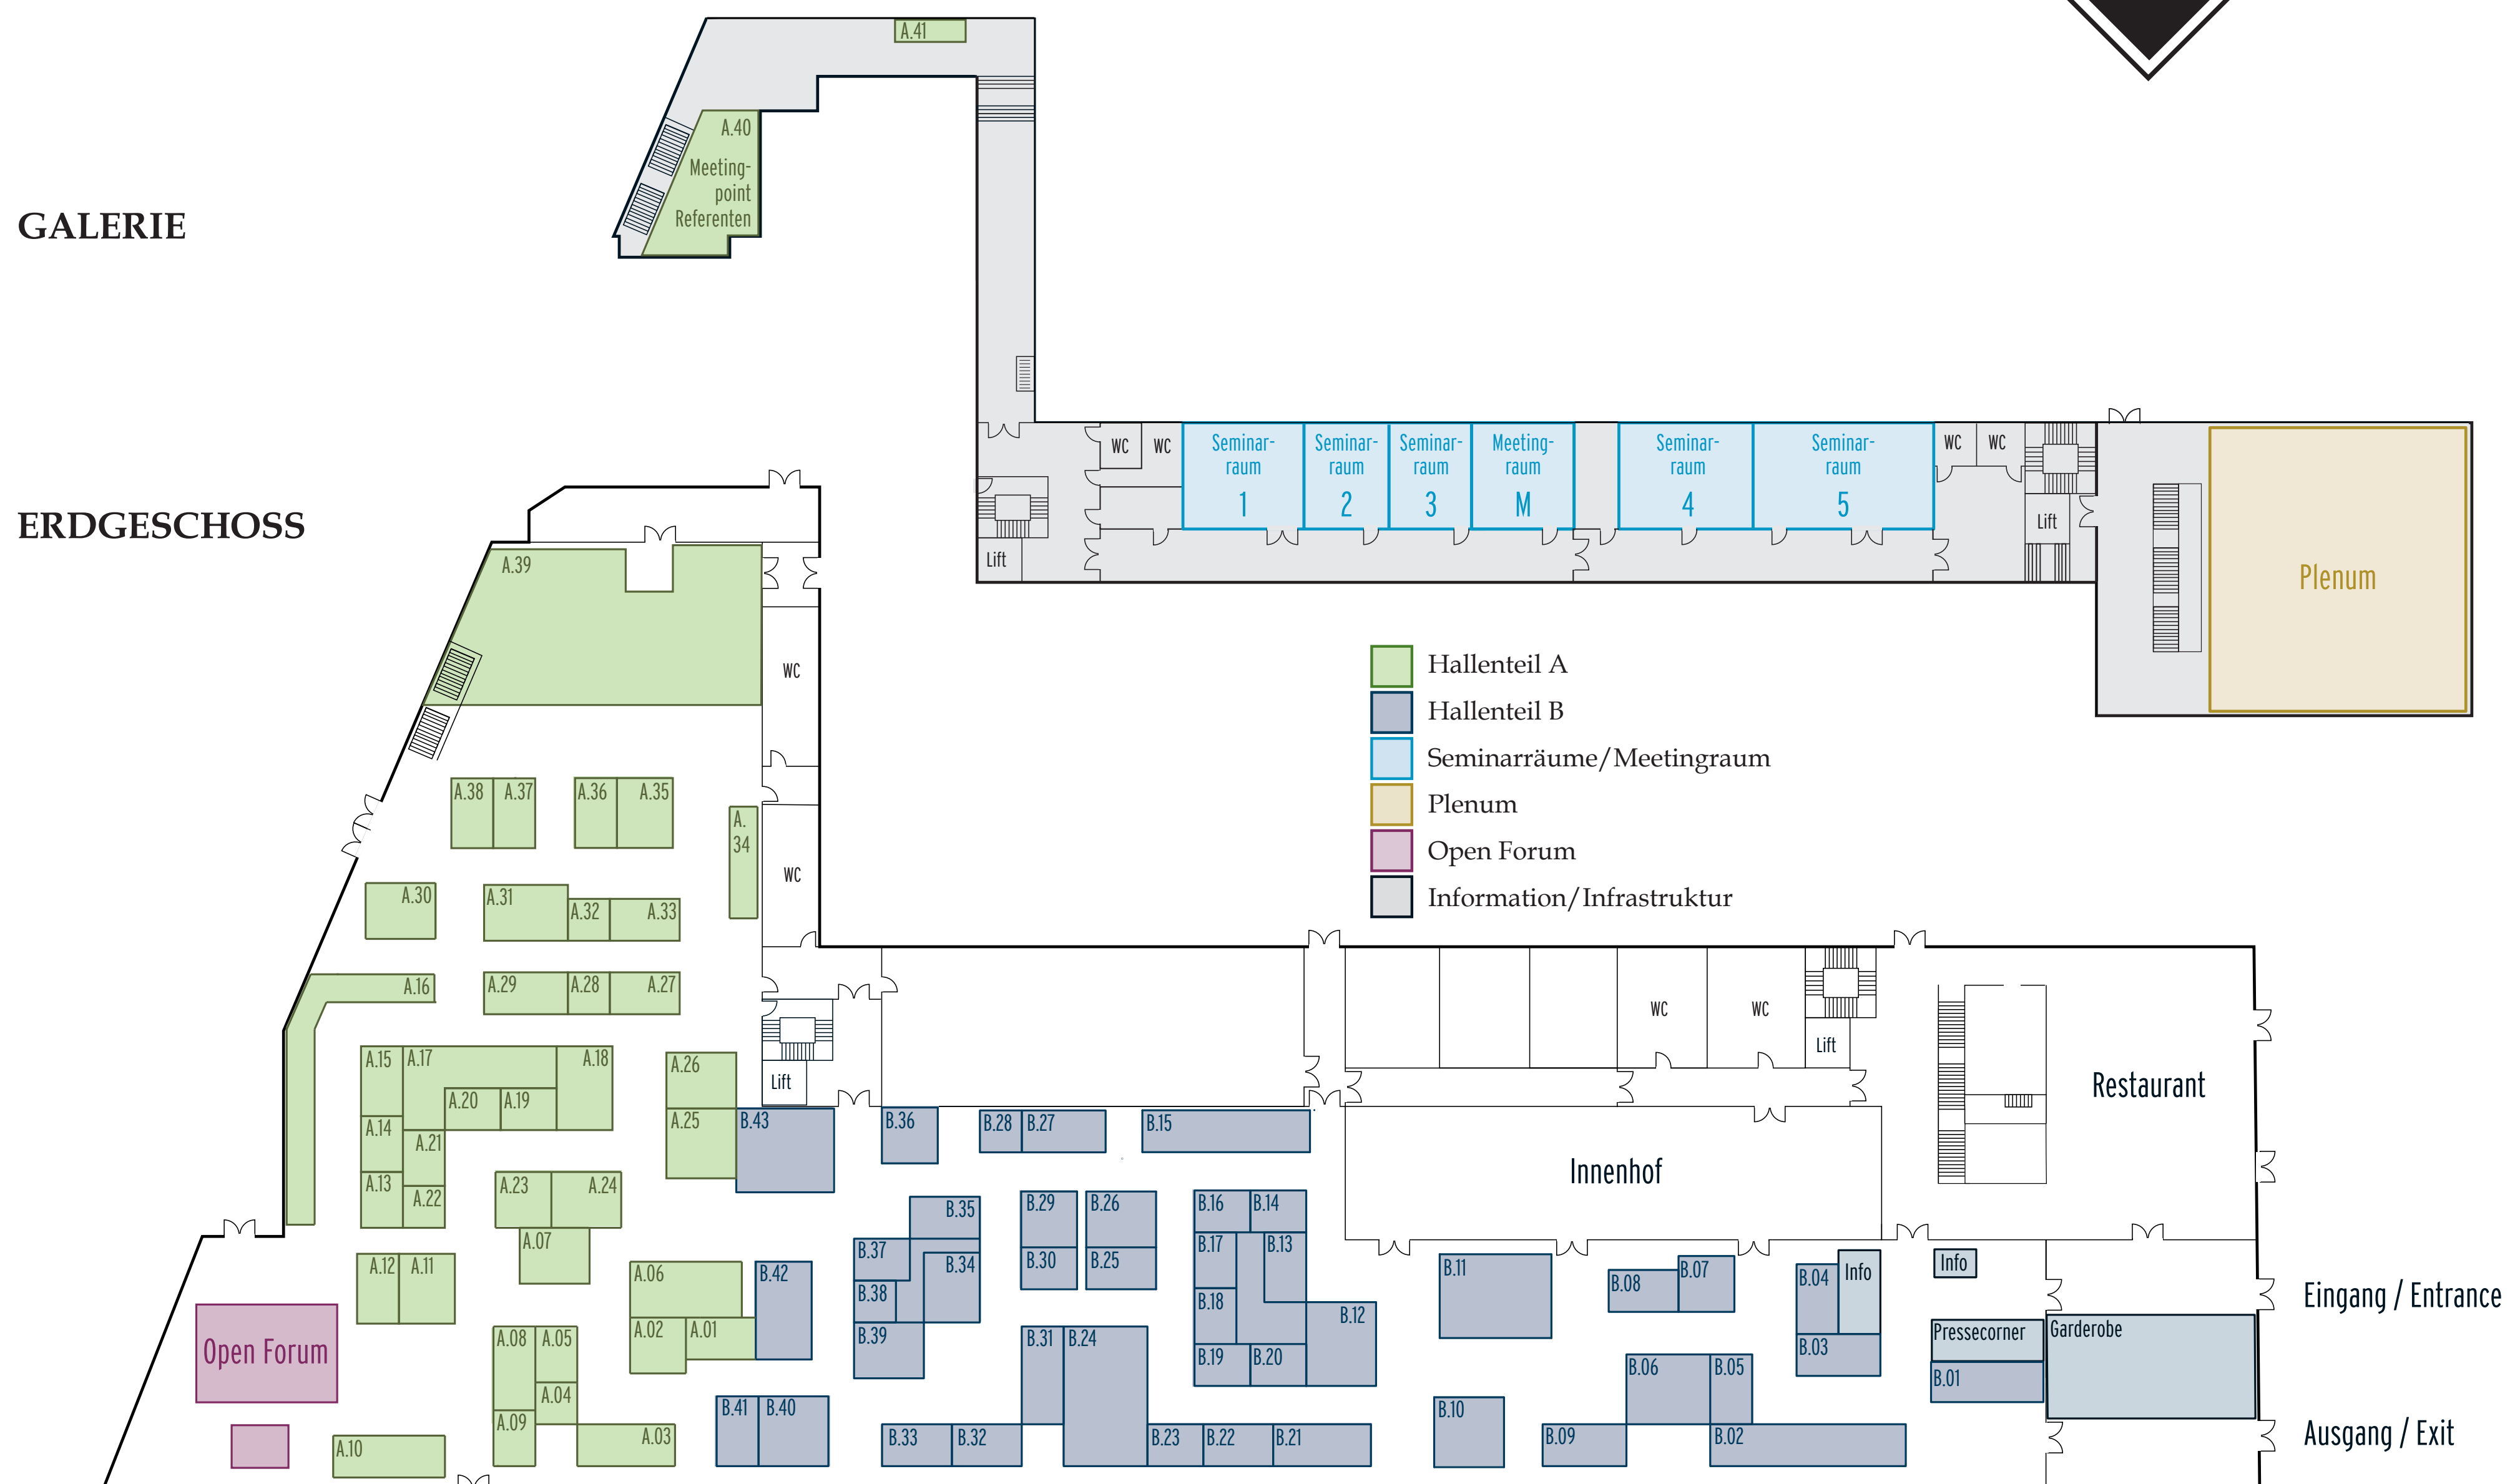 GALERIE
A.41
A.40
Meeting-
point
Referenten
WC
WC
Seminar-
raum
1
Seminar-
raum
2
Seminar-
raum
3
Meeting-
raum
M
Seminar-
raum
4
Seminar-
raum
5
WC
WC
Lift
Lift
Plenum
ERDGESCHOSS
Hallenteil A
Hallenteil B
Seminarräume/Meetingraum
Plenum
Open Forum
Information/Infrastruktur
A.39
WC
A.38
A.37
A.36
A.35
A.
34
WC
A.30
A.31
A.32
A.33
A.16
A.29
A.28
A.27
WC
WC
Lift
Lift
Restaurant
A.15
A.17
A.18
A.26
A.20
A.19
A.14
A.21
A.25
B.43
B.36
B.28
B.27
B.15
Innenhof
A.13
A.22
A.23
A.24
A.07
B.35
B.29
B.26
B.16
B.14
B.37
B.34
B.30
B.25
B.17
B.13
A.12
A.11
A.06
B.42
B.38
B.18
B.12
B.11
B.08
B.07
B.04
Info
Info
Eingang / Entrance
Open Forum
A.08
A.05
A.02
A.01
B.39
B.31
B.24
B.19
B.20
B.03
Pressecorner
Garderobe
B.01
A.04
A.09
A.03
A.10
B.41
B.40
B.33
B.32
B.23
B.22
B.21
B.10
B.06
B.05
B.09
B.02
Ausgang / Exit